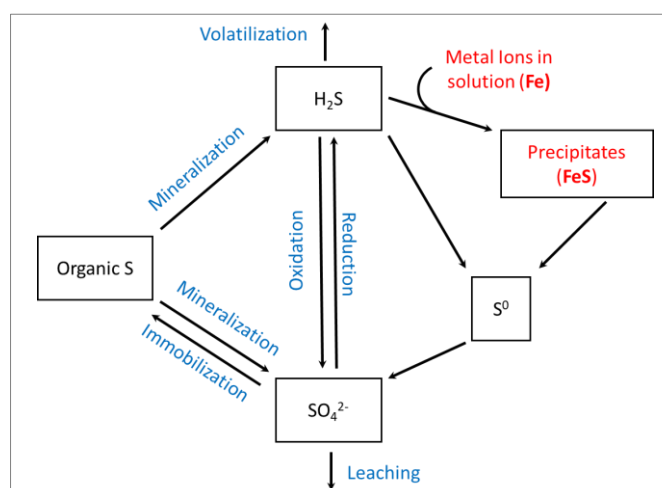 Volatilization
Metal Ions in
solution (Fe)
H₂S
Mineralization
Precipitates
(FeS)
Oxidation
Reduction
Organic S
Mineralization
Immobilization
S⁰
SO₄²⁻
Leaching